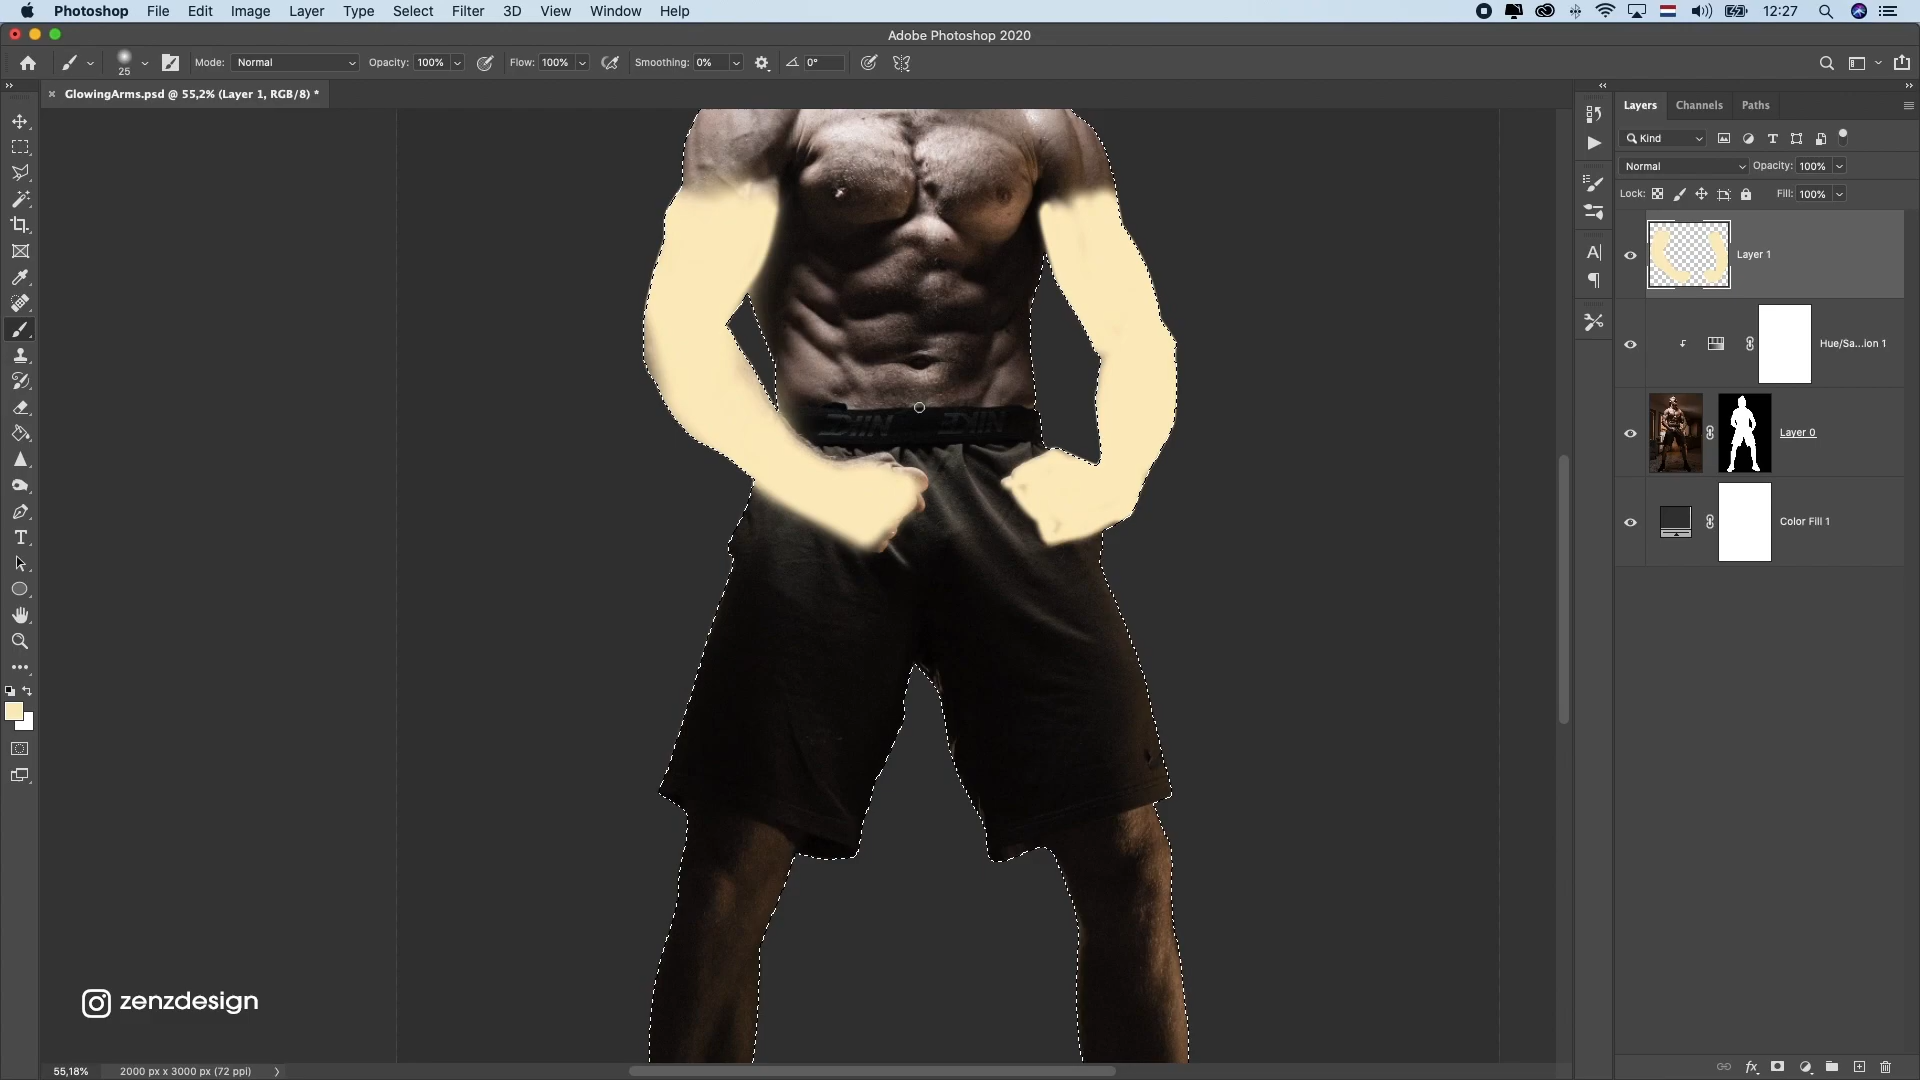 Photoshop File Edit Image Layer Type Select Filter 3D View Window Help 12:27
Adobe Photoshop 2020
25 Mode: Normal Opacity: 100% Flow: 100% Smoothing: 0% 0°
GlowingArms.psd @ 55,2% (Layer 1, RGB/8) *
Layers Channels Paths
Kind
Normal Opacity: 100%
Lock: Fill: 100%
Layer 1
Hue/Sa...ion 1
Layer 0
Color Fill 1
zenzdesign
55,18% 2000 px x 3000 px (72 ppi)